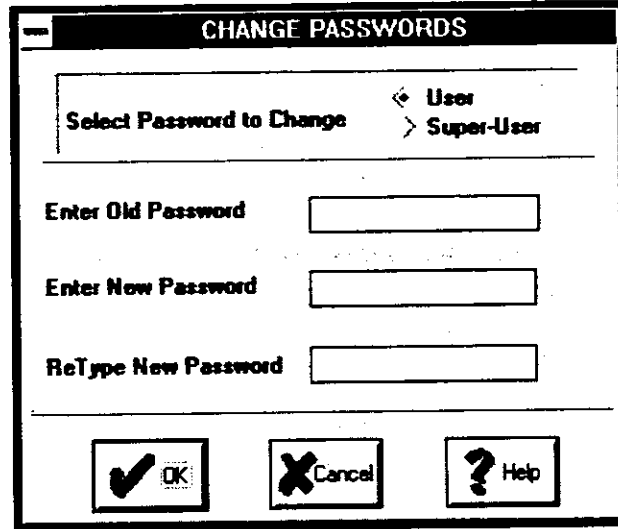 CHANGE PASSWORDS
Select Password to Change
User
Super-User
Enter Old Password
Enter New Password
ReType New Password
OK
Cancel
Help